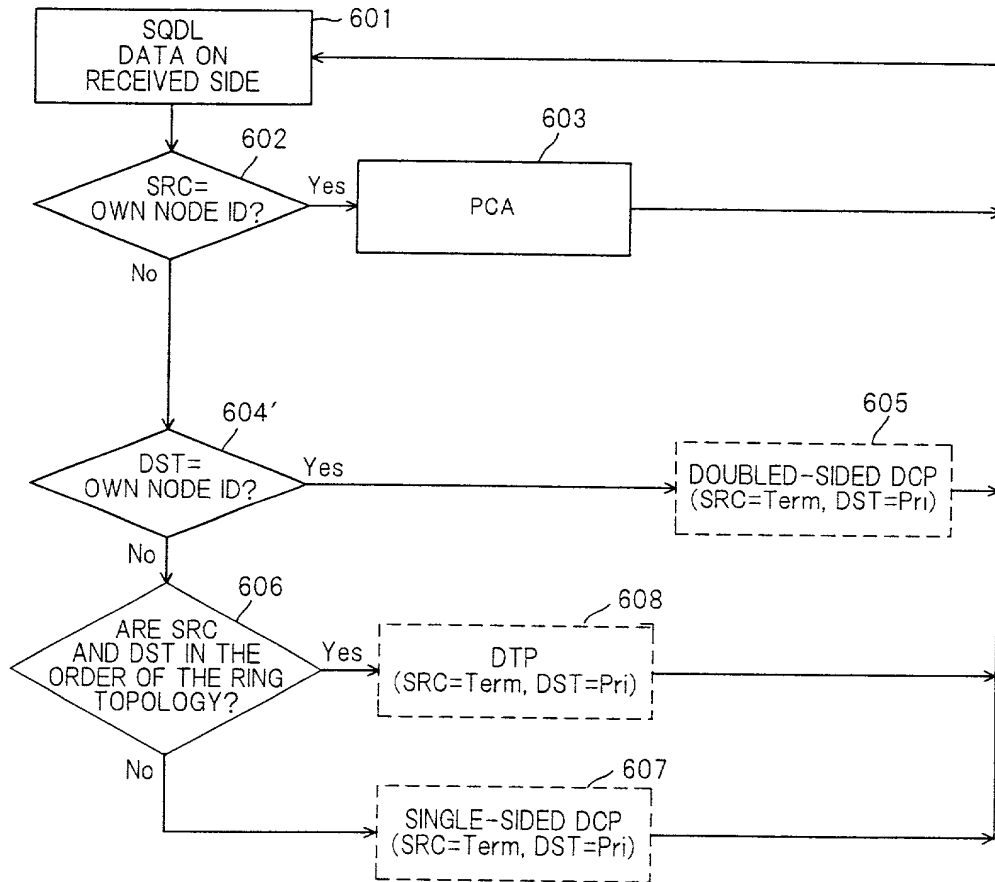 601
SQDL
DATA ON
RECEIVED SIDE
602
SRC=
OWN NODE ID?
Yes
No
603
PCA
604′
DST=
OWN NODE ID?
Yes
No
605
DOUBLED-SIDED DCP
(SRC=Term, DST=Pri)
606
ARE SRC
AND DST IN THE
ORDER OF THE RING
TOPOLOGY?
Yes
No
608
DTP
(SRC=Term, DST=Pri)
607
SINGLE-SIDED DCP
(SRC=Term, DST=Pri)